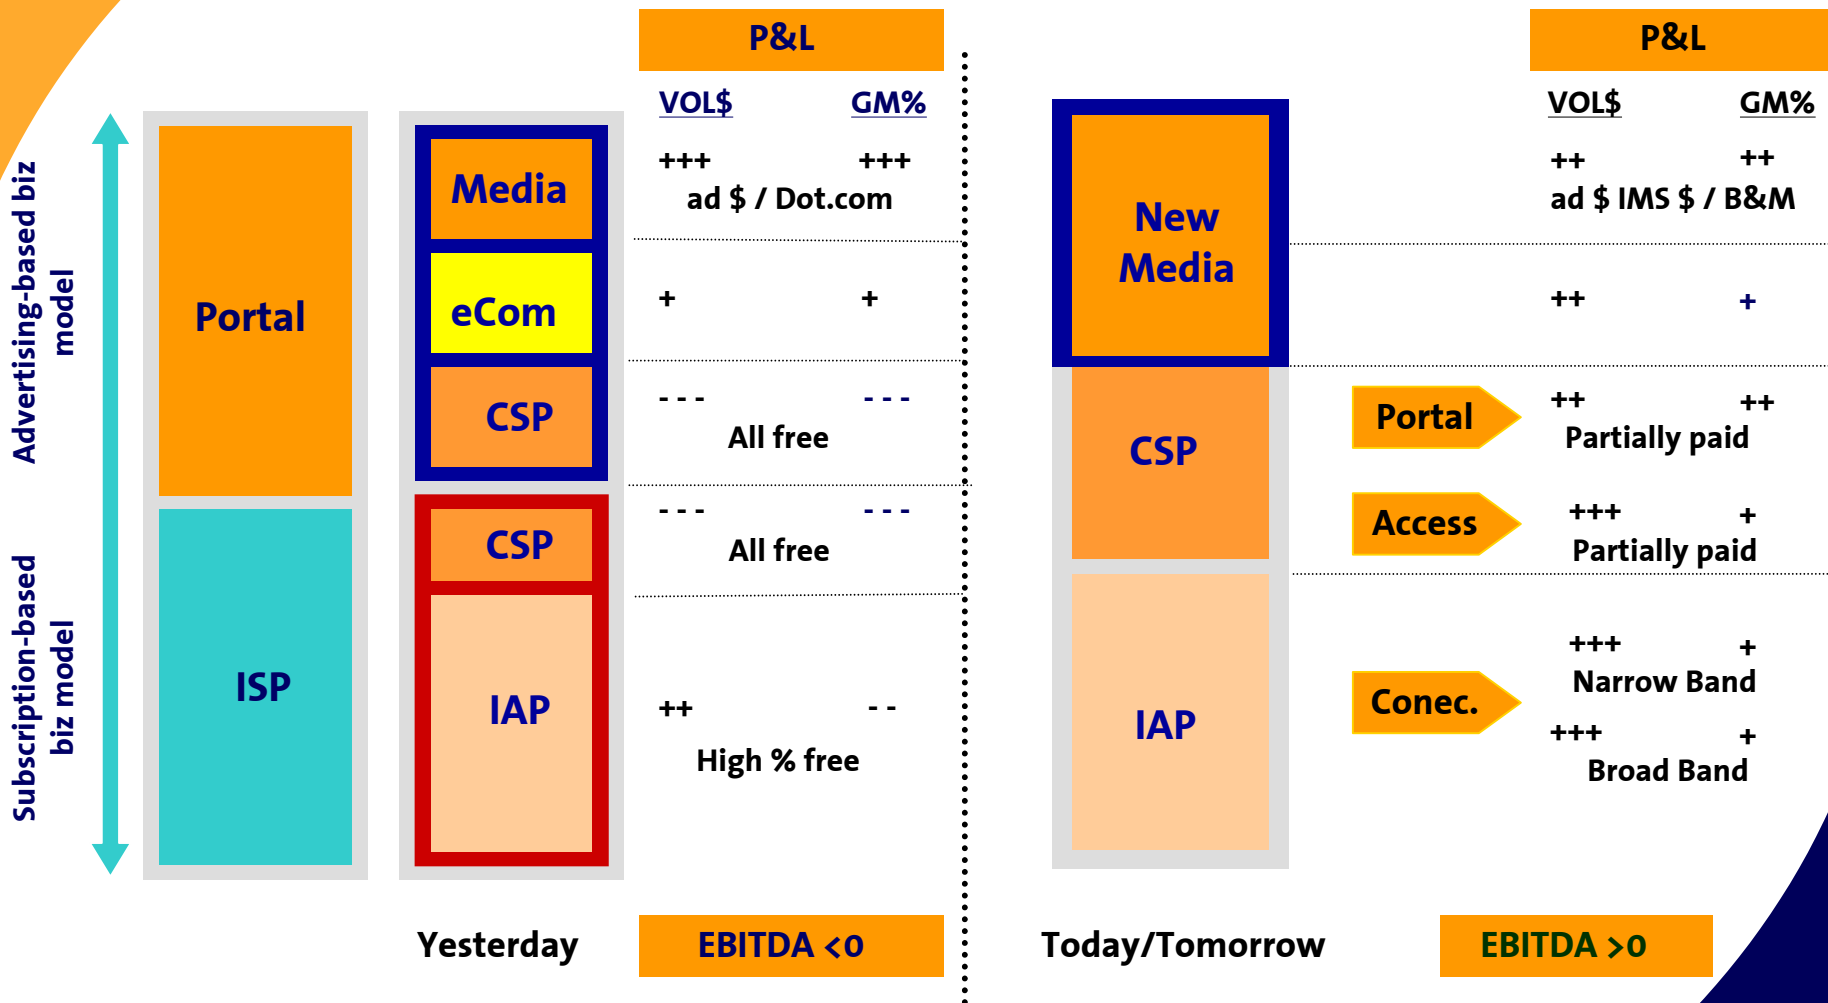 P&L
VOL$ GM%
+++ +++
ad $ / Dot.com
+ +
- - - - - -
All free
- - - - - -
All free
++ - -
High % free
Advertising-based biz
model
Subscription-based
biz model
Portal
ISP
Media
eCom
CSP
CSP
IAP
Yesterday
EBITDA <0
P&L
VOL$ GM%
++ ++
ad $ IMS $ / B&M
++ +
New
Media
CSP
IAP
Portal
++ ++
Partially paid
Access
+++ +
Partially paid
Conec.
+++ +
Narrow Band
+++ +
Broad Band
Today/Tomorrow
EBITDA >0